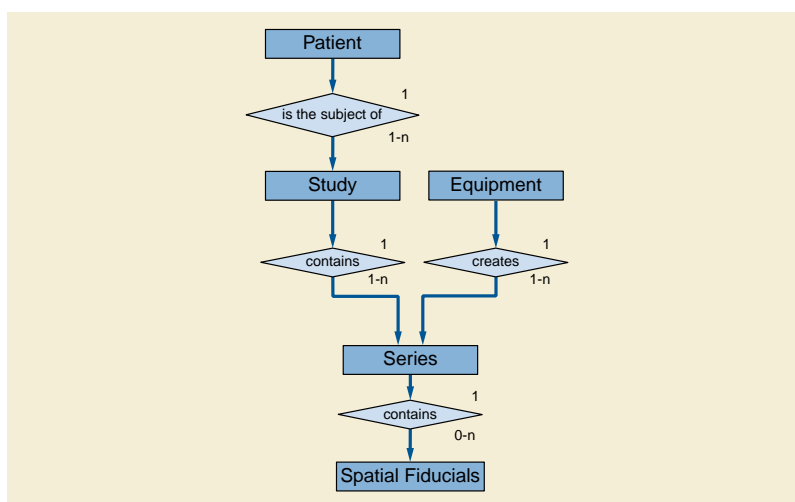 Patient
1
is the subject of
1-n
Study
Equipment
1
1
contains
creates
1-n
1-n
Series
1
contains
0-n
Spatial Fiducials